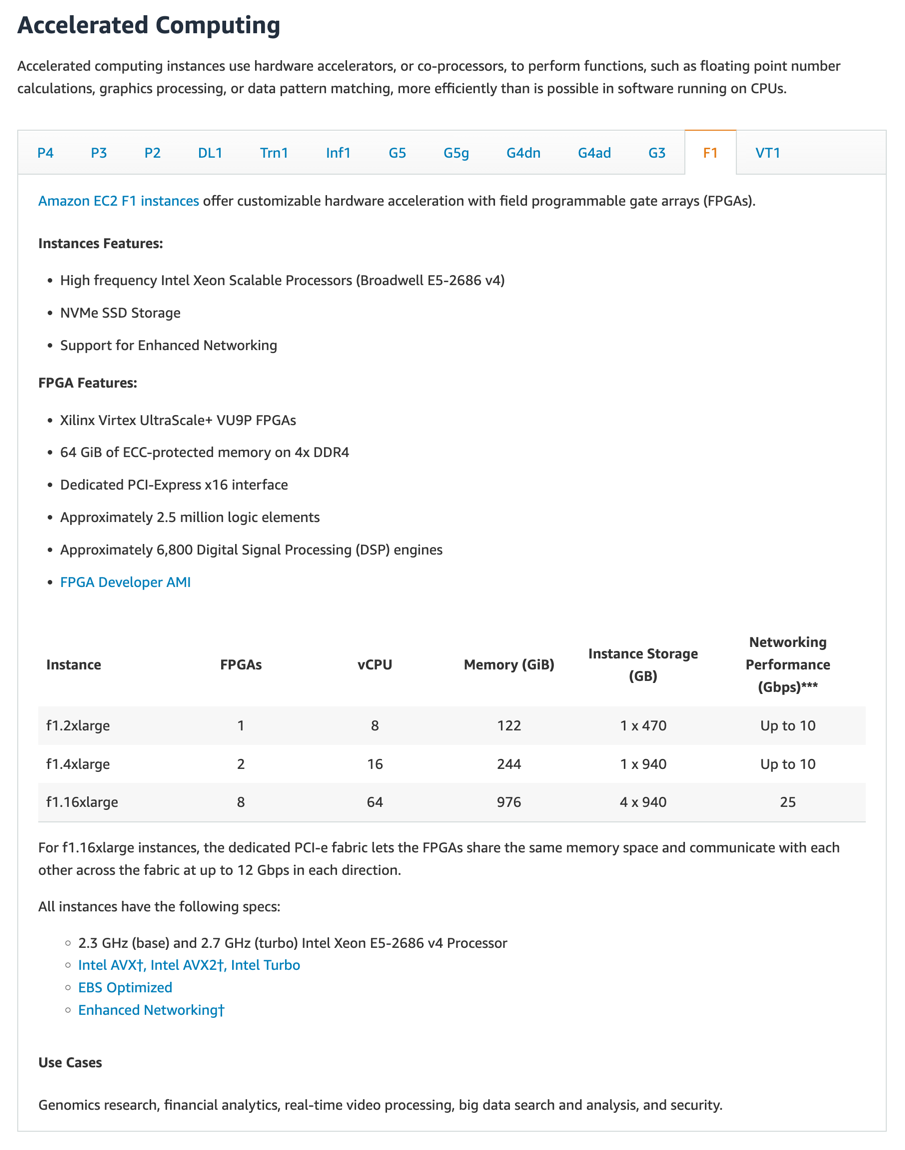 Accelerated Computing
Accelerated computing instances use hardware accelerators, or co-processors, to perform functions, such as floating point number
calculations, graphics processing, or data pattern matching, more efficiently than is possible in software running on CPUs.
P4 P3 P2 DL1 Trn1 Inf1 G5 G5g G4dn G4ad G3 F1 VT1
Amazon EC2 F1 instances offer customizable hardware acceleration with field programmable gate arrays (FPGAs).
Instances Features:
• High frequency Intel Xeon Scalable Processors (Broadwell E5-2686 v4)
• NVMe SSD Storage
• Support for Enhanced Networking
FPGA Features:
• Xilinx Virtex UltraScale+ VU9P FPGAs
• 64 GiB of ECC-protected memory on 4x DDR4
• Dedicated PCI-Express x16 interface
• Approximately 2.5 million logic elements
• Approximately 6,800 Digital Signal Processing (DSP) engines
• FPGA Developer AMI
Instance FPGAs vCPU Memory (GiB) Instance Storage (GB) Networking Performance (Gbps)***
f1.2xlarge 1 8 122 1 x 470 Up to 10
f1.4xlarge 2 16 244 1 x 940 Up to 10
f1.16xlarge 8 64 976 4 x 940 25
For f1.16xlarge instances, the dedicated PCI-e fabric lets the FPGAs share the same memory space and communicate with each
other across the fabric at up to 12 Gbps in each direction.
All instances have the following specs:
◦ 2.3 GHz (base) and 2.7 GHz (turbo) Intel Xeon E5-2686 v4 Processor
◦ Intel AVX†, Intel AVX2†, Intel Turbo
◦ EBS Optimized
◦ Enhanced Networking†
Use Cases
Genomics research, financial analytics, real-time video processing, big data search and analysis, and security.